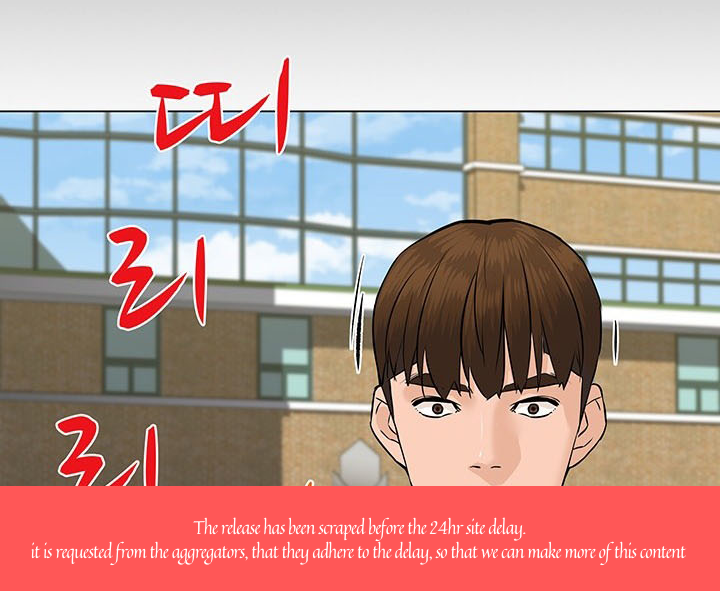 띠
리
리
The release has been scraped before the 24hr site delay.
it is requested from the aggregators, that they adhere to the delay, so that we can make more of this content